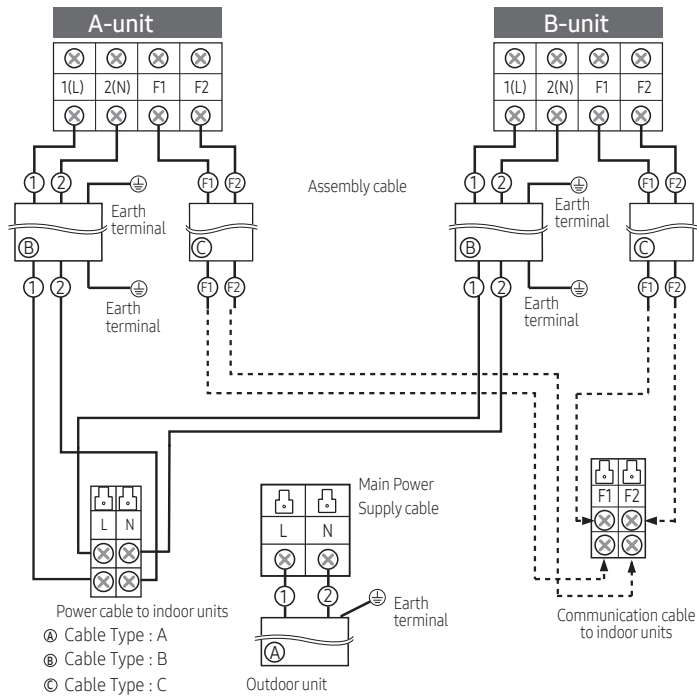 A-unit
B-unit
1(L) 2(N) F1 F2
1(L) 2(N) F1 F2
1 2 F1 F2
Assembly cable
1 2 F1 F2
Earth
terminal
Earth
terminal
B C
B C
1 2 F1 F2
1 2 F1 F2
Earth
terminal
Earth
terminal
L N
Main Power
Supply cable
L N
F1 F2
Power cable to indoor units
1 2
Earth
terminal
Communication cable
to indoor units
A Cable Type : A
B Cable Type : B
C Cable Type : C
A
Outdoor unit